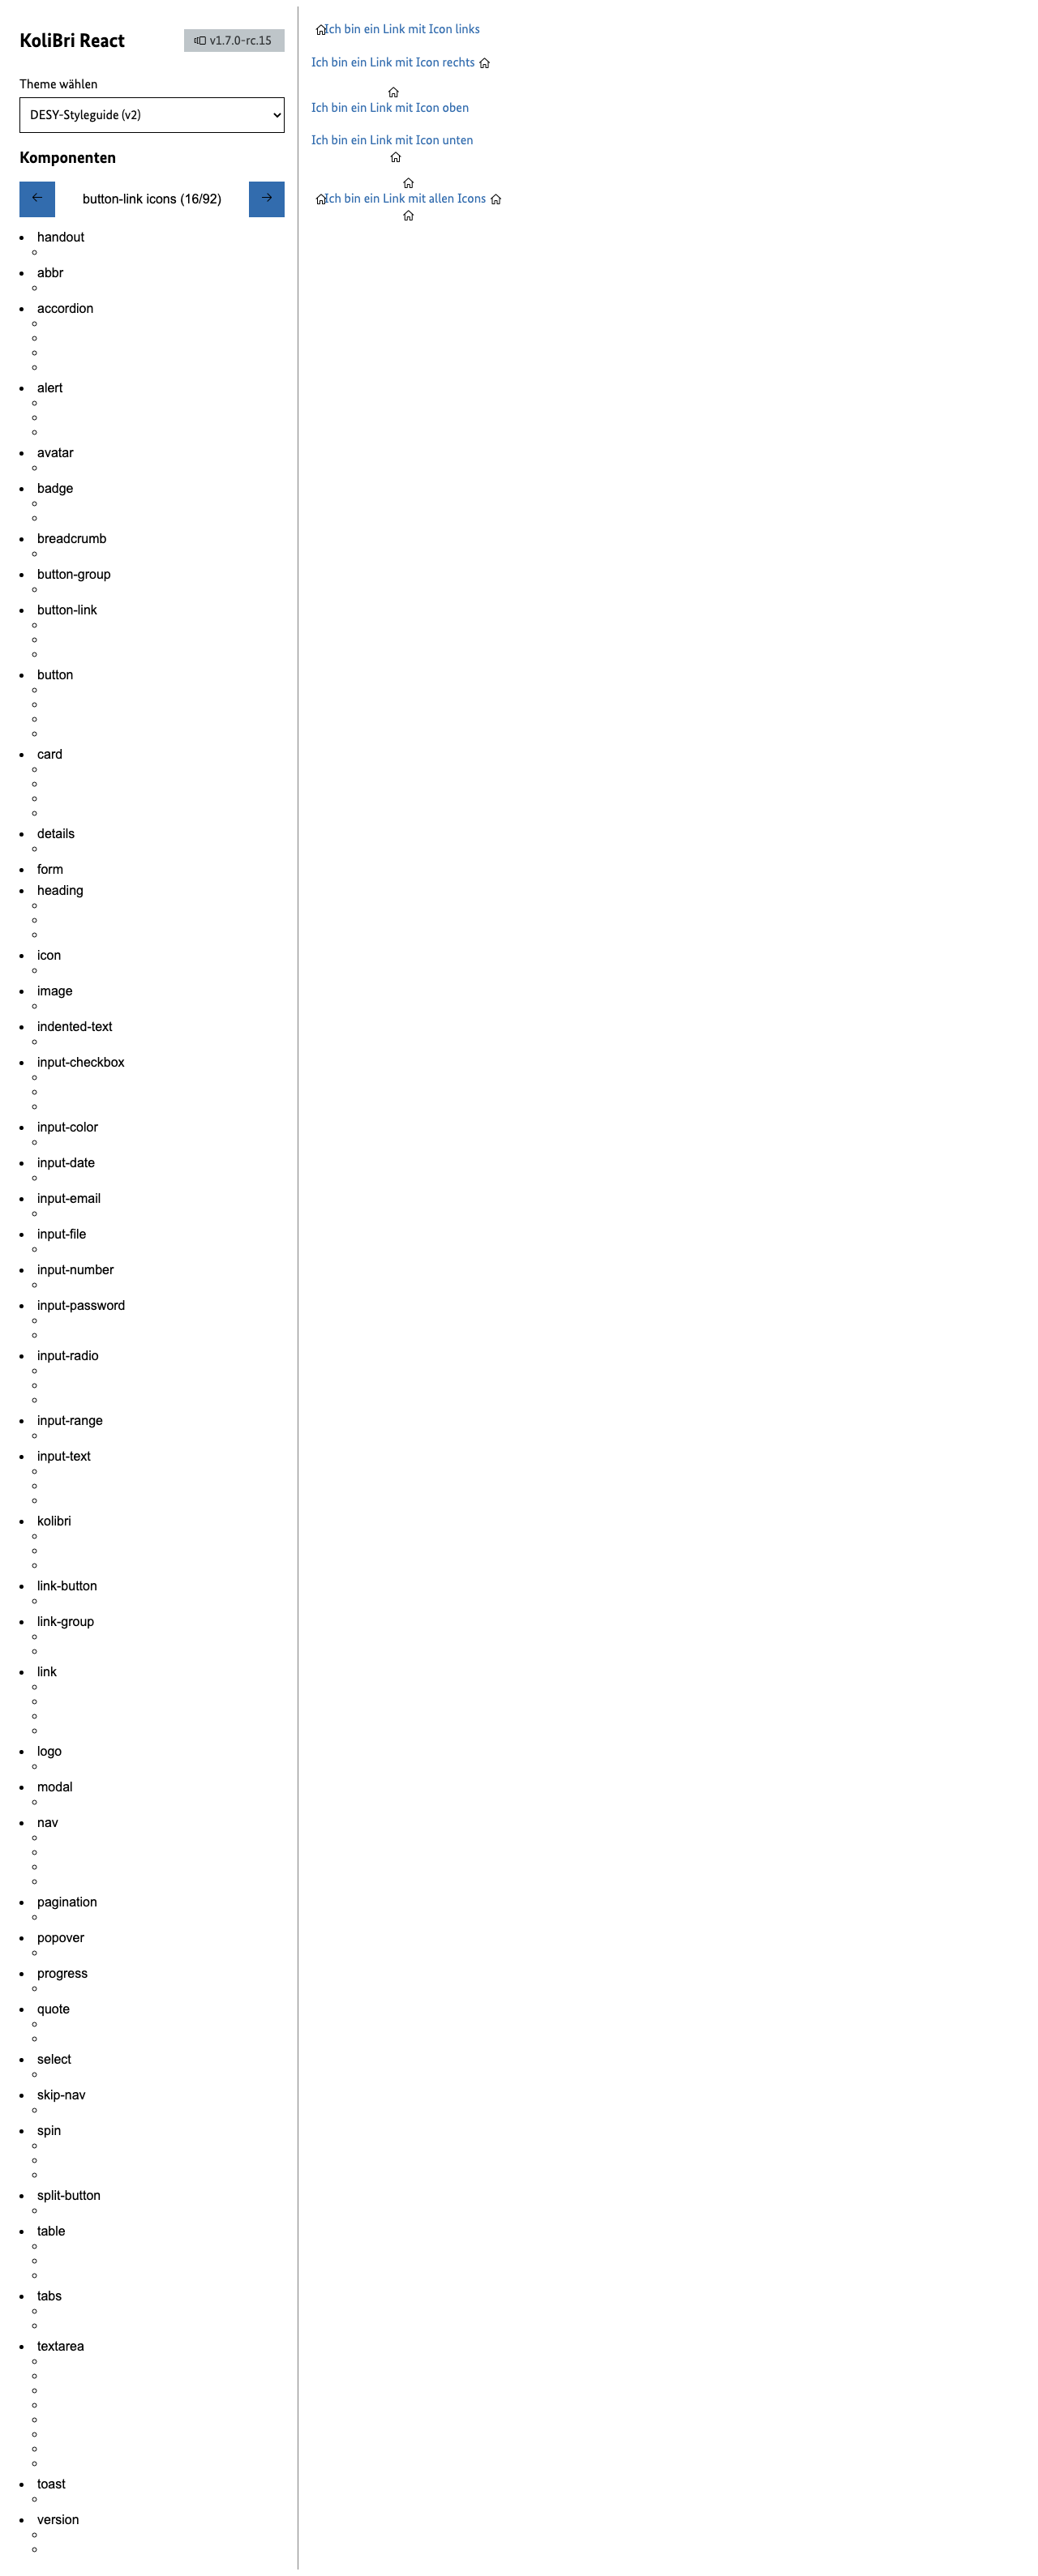 KoliBri React
v1.7.0-rc.15
Theme wählen
DESY-Styleguide (v2)
Komponenten
button-link icons (16/92)
handout
abbr
accordion
alert
avatar
badge
breadcrumb
button-group
button-link
button
card
details
form
heading
icon
image
indented-text
input-checkbox
input-color
input-date
input-email
input-file
input-number
input-password
input-radio
input-range
input-text
kolibri
link-button
link-group
link
logo
modal
nav
pagination
popover
progress
quote
select
skip-nav
spin
split-button
table
tabs
textarea
toast
version
Ich bin ein Link mit Icon links
Ich bin ein Link mit Icon rechts
Ich bin ein Link mit Icon oben
Ich bin ein Link mit Icon unten
Ich bin ein Link mit allen Icons